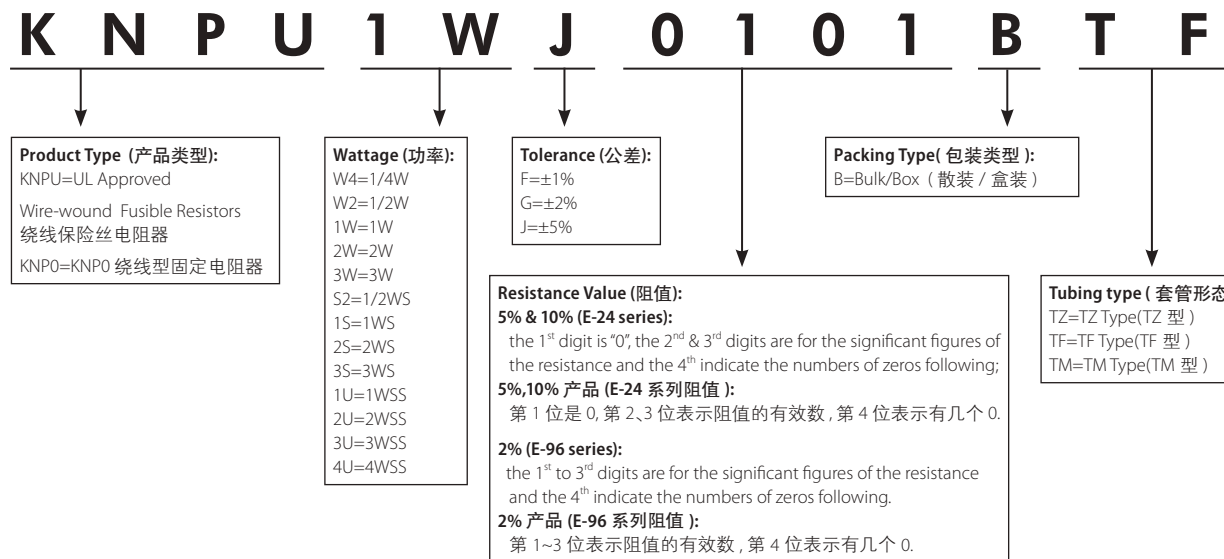 K N P U 1 W J 0 1 0 1 B T F
Product Type (产品类型):
KNPU=UL Approved
Wire-wound Fusible Resistors
绕线保险丝电阻器
KNP0=KNP0 绕线型固定电阻器
Wattage (功率):
W4=1/4W
W2=1/2W
1W=1W
2W=2W
3W=3W
S2=1/2WS
1S=1WS
2S=2WS
3S=3WS
1U=1WSS
2U=2WSS
3U=3WSS
4U=4WSS
Tolerance (公差):
F=±1%
G=±2%
J=±5%
Resistance Value (阻值):
5% & 10% (E-24 series):
the 1st digit is "0", the 2nd & 3rd digits are for the significant figures of
the resistance and the 4th indicate the numbers of zeros following;
5%,10% 产品 (E-24 系列阻值 ):
第 1 位是 0, 第 2、3 位表示阻值的有效数 , 第 4 位表示有几个 0.
2% (E-96 series):
the 1st to 3rd digits are for the significant figures of the resistance
and the 4th indicate the numbers of zeros following.
2% 产品 (E-96 系列阻值 ):
第 1~3 位表示阻值的有效数 , 第 4 位表示有几个 0.
Packing Type( 包装类型 ):
B=Bulk/Box ( 散装 / 盒装 )
Tubing type ( 套管形态
TZ=TZ Type(TZ 型 )
TF=TF Type(TF 型 )
TM=TM Type(TM 型 )